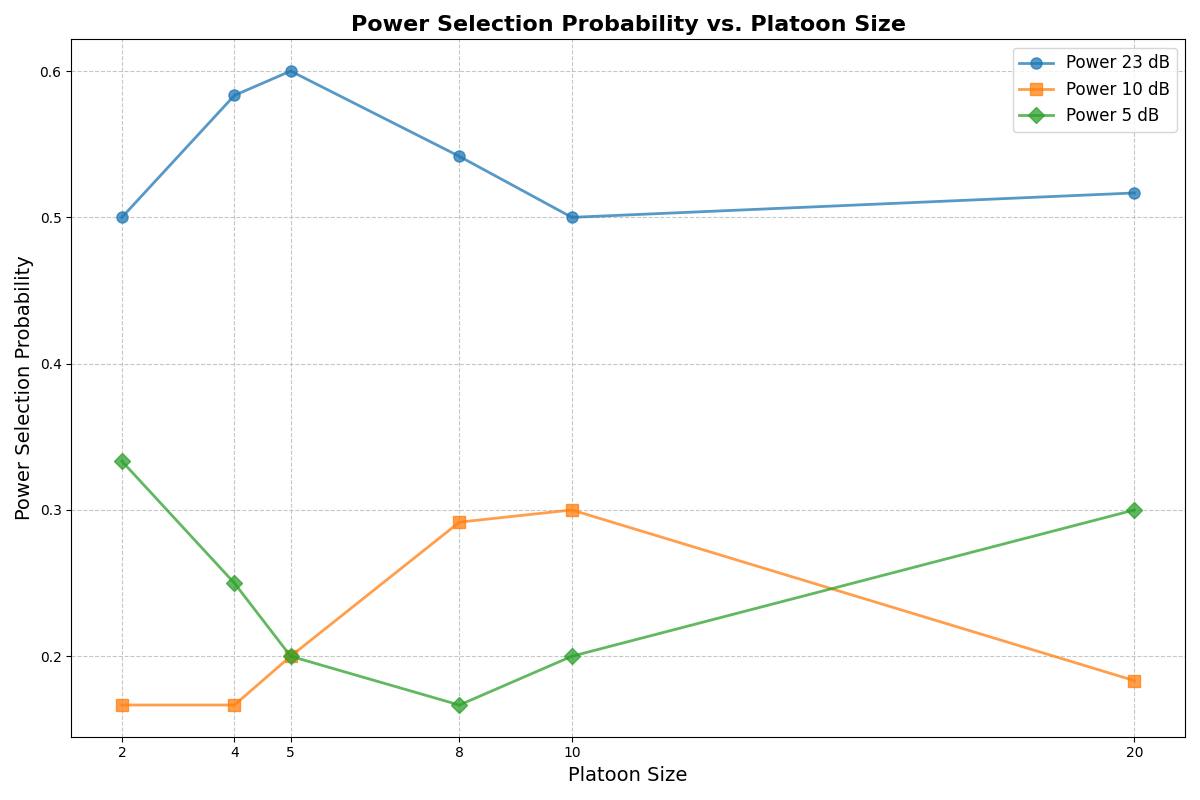 Power Selection Probability vs. Platoon Size
Power 23 dB
Power 10 dB
Power 5 dB
Power Selection Probability
0.6
0.5
0.4
0.3
0.2
2 4 5 8 10 20
Platoon Size